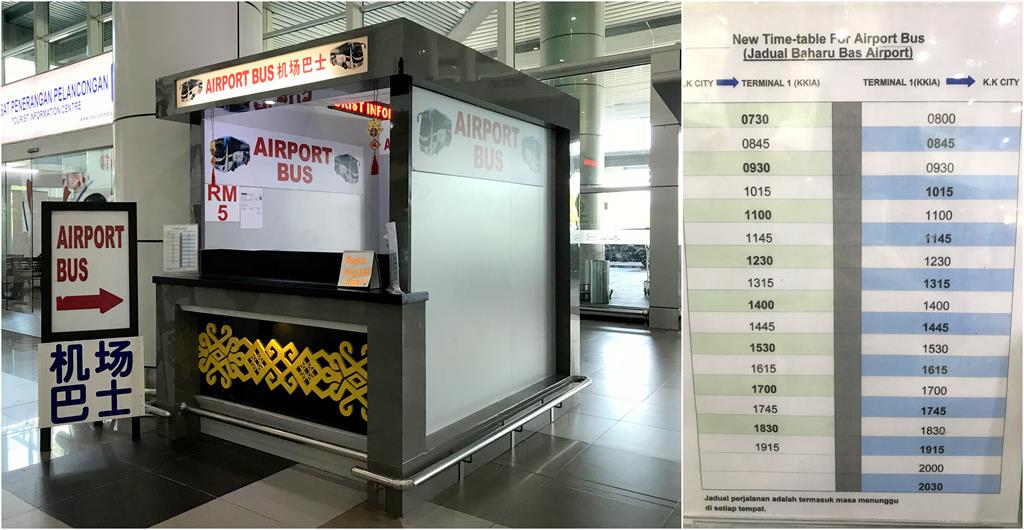 SAT PENERANGAN PELANCONGAN
TOURIST INFORMATION CENTRE
AIRPORT BUS 机场巴士
RIST INFO
AIRPORT
BUS
RM
5
AIRPORT
BUS
AIRPORT
BUS
机场
巴士
New Time-table For Airport Bus
(Jadual Baharu Bas Airport)
.K CITY TERMINAL 1 (KKIA) TERMINAL 1(KKIA) K.K CITY
0730 0800
0845 0845
0930 0930
1015 1015
1100 1100
1145 1145
1230 1230
1315 1315
1400 1400
1445 1445
1530 1530
1615 1615
1700 1700
1745 1745
1830 1830
1915 1915
2000
2030
Jadual perjalanan adalah termasuk masa menunggu
di setiap tempat.